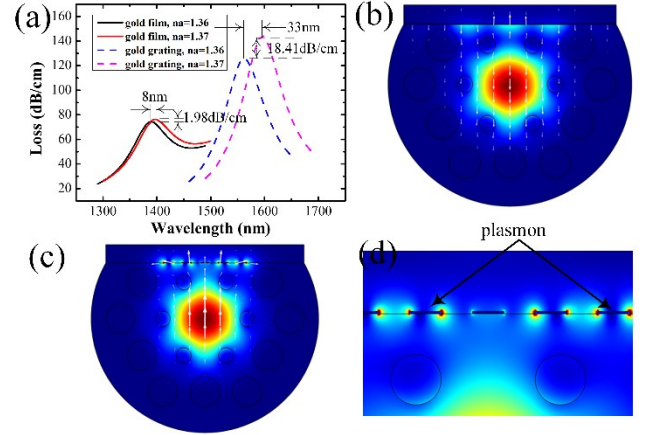 (a)
160
140
120
100
80
60
40
20
Loss (dB/cm)
gold film, na=1.36
gold film, na=1.37
gold grating, na=1.36
gold grating, na=1.37
33nm
18.41dB/cm
8nm
1.98dB/cm
1300 1400 1500 1600 1700
Wavelength (nm)
(b)
(c)
(d)
plasmon